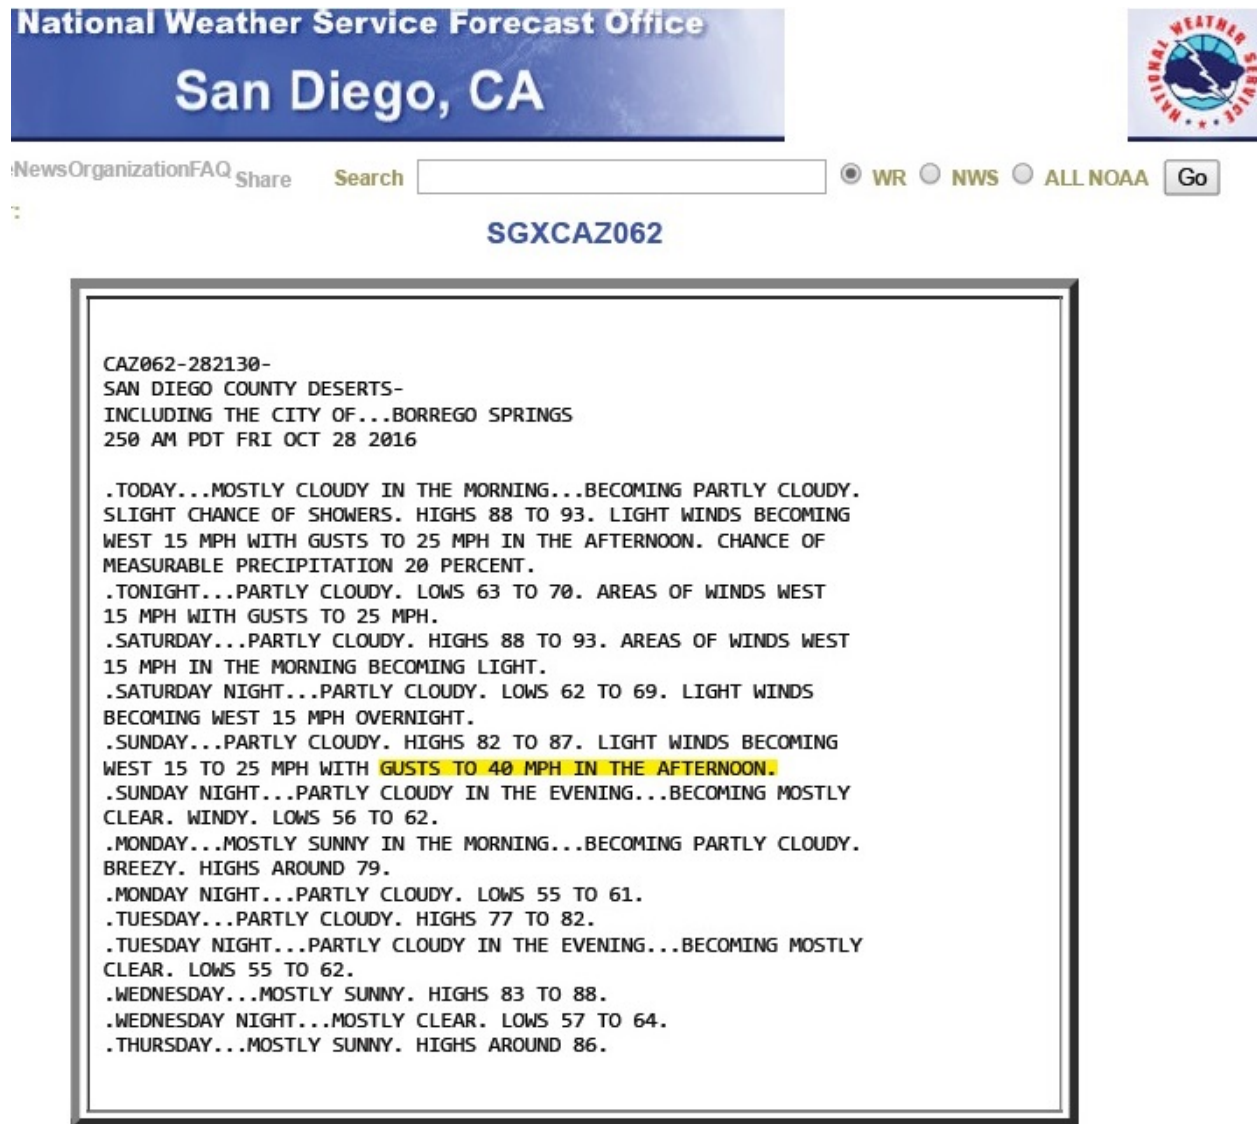 National Weather Service Forecast Office
San Diego, CA
NATIONAL WEATHER SERVICE
NewsOrganizationFAQ Share Search WR NWS ALL NOAA Go
SGXCAZ062
CAZ062-282130-
SAN DIEGO COUNTY DESERTS-
INCLUDING THE CITY OF...BORREGO SPRINGS
250 AM PDT FRI OCT 28 2016
.TODAY...MOSTLY CLOUDY IN THE MORNING...BECOMING PARTLY CLOUDY.
SLIGHT CHANCE OF SHOWERS. HIGHS 88 TO 93. LIGHT WINDS BECOMING
WEST 15 MPH WITH GUSTS TO 25 MPH IN THE AFTERNOON. CHANCE OF
MEASURABLE PRECIPITATION 20 PERCENT.
.TONIGHT...PARTLY CLOUDY. LOWS 63 TO 70. AREAS OF WINDS WEST
15 MPH WITH GUSTS TO 25 MPH.
.SATURDAY...PARTLY CLOUDY. HIGHS 88 TO 93. AREAS OF WINDS WEST
15 MPH IN THE MORNING BECOMING LIGHT.
.SATURDAY NIGHT...PARTLY CLOUDY. LOWS 62 TO 69. LIGHT WINDS
BECOMING WEST 15 MPH OVERNIGHT.
.SUNDAY...PARTLY CLOUDY. HIGHS 82 TO 87. LIGHT WINDS BECOMING
WEST 15 TO 25 MPH WITH GUSTS TO 40 MPH IN THE AFTERNOON.
.SUNDAY NIGHT...PARTLY CLOUDY IN THE EVENING...BECOMING MOSTLY
CLEAR. WINDY. LOWS 56 TO 62.
.MONDAY...MOSTLY SUNNY IN THE MORNING...BECOMING PARTLY CLOUDY.
BREEZY. HIGHS AROUND 79.
.MONDAY NIGHT...PARTLY CLOUDY. LOWS 55 TO 61.
.TUESDAY...PARTLY CLOUDY. HIGHS 77 TO 82.
.TUESDAY NIGHT...PARTLY CLOUDY IN THE EVENING...BECOMING MOSTLY
CLEAR. LOWS 55 TO 62.
.WEDNESDAY...MOSTLY SUNNY. HIGHS 83 TO 88.
.WEDNESDAY NIGHT...MOSTLY CLEAR. LOWS 57 TO 64.
.THURSDAY...MOSTLY SUNNY. HIGHS AROUND 86.